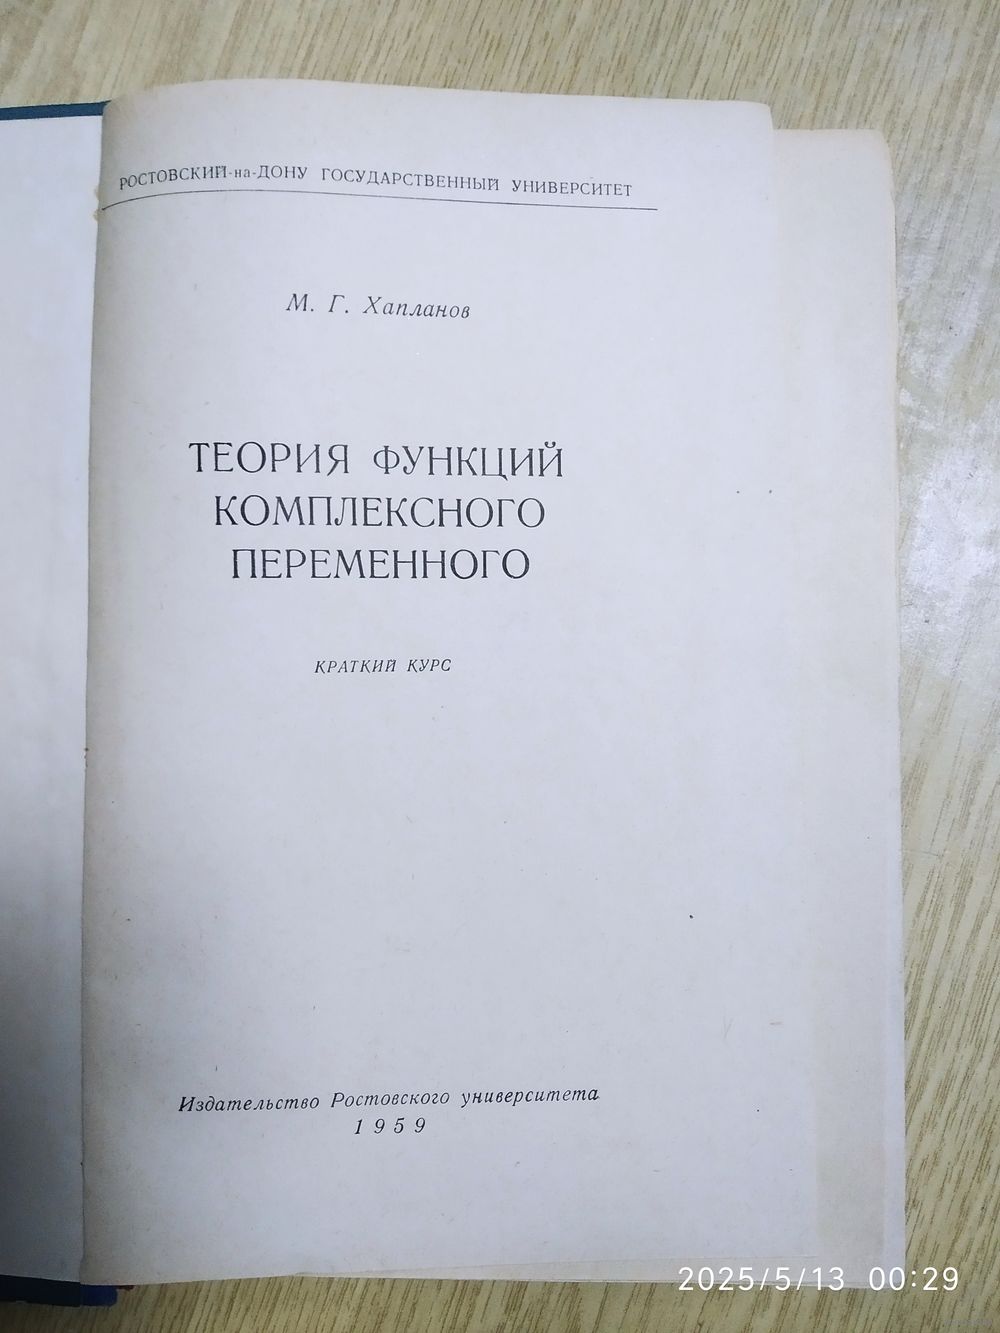 РОСТОВСКИЙ-на-ДОНУ ГОСУДАРСТВЕННЫЙ УНИВЕРСИТЕТ
М. Г. Хапланов
ТЕОРИЯ ФУНКЦИЙ
КОМПЛЕКСНОГО
ПЕРЕМЕННОГО
КРАТКИЙ КУРС
Издательство Ростовского университета
1959
2025/5/13 00:29